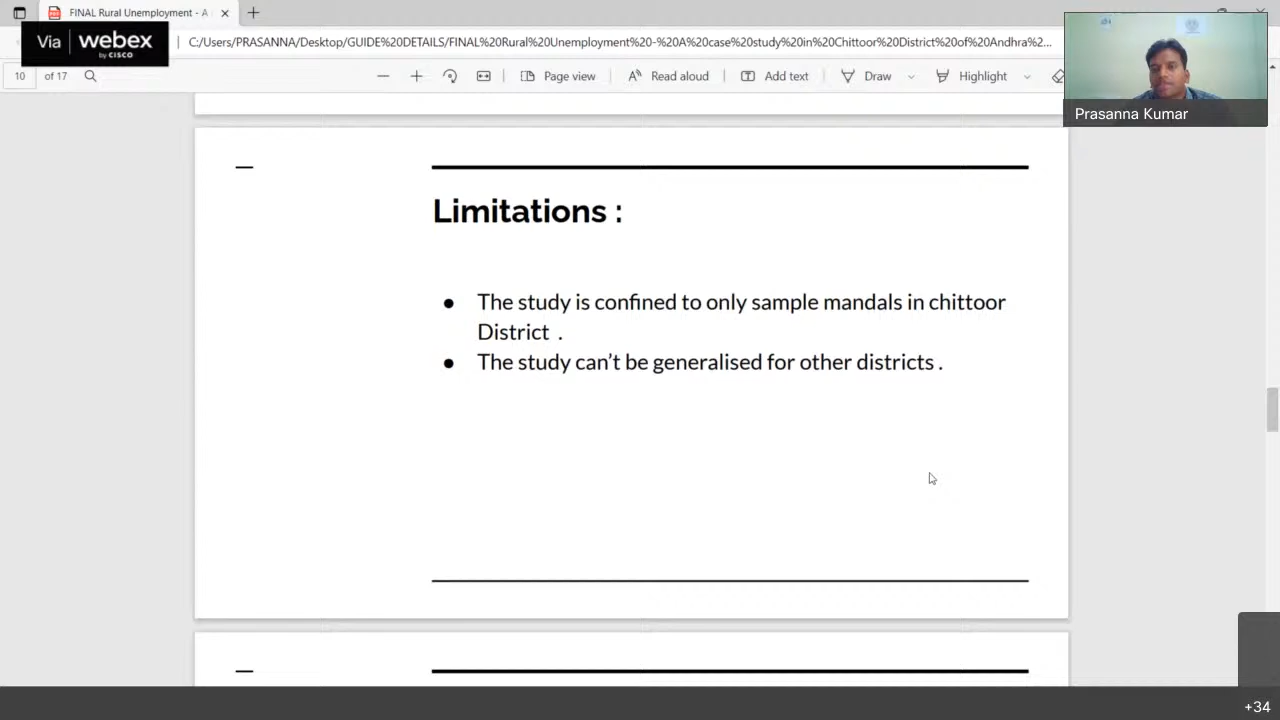 FINAL Rural Unemployment - A
Via webex
by CISCO
C:/Users/PRASANNA/Desktop/GUIDE%20DETAILS/FINAL%20Rural%20Unemployment%20-%20A%20case%20study%20of%20Chittoor%20District%20of%20Andhra%2...
10 of 17
Page view
Read aloud
Add text
Draw
Highlight
Prasanna Kumar
Limitations :
● The study is confined to only sample mandals in chittoor
District .
● The study can't be generalised for other districts .
+34